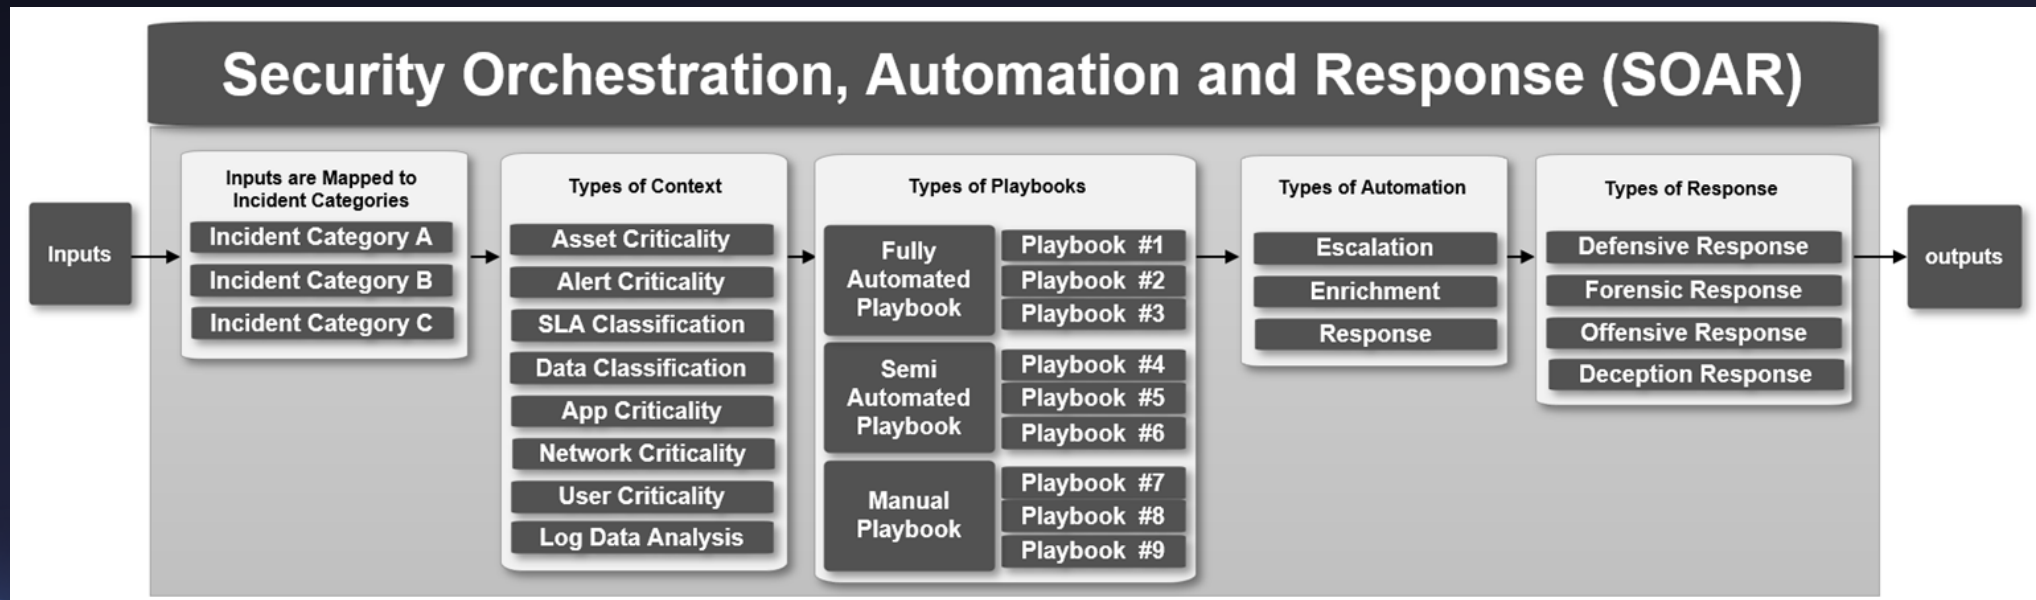 Security Orchestration, Automation and Response (SOAR)
Inputs
Inputs are Mapped to
Incident Categories
Incident Category A
Incident Category B
Incident Category C
Types of Context
Asset Criticality
Alert Criticality
SLA Classification
Data Classification
App Criticality
Network Criticality
User Criticality
Log Data Analysis
Types of Playbooks
Fully
Automated
Playbook
Playbook #1
Playbook #2
Playbook #3
Semi
Automated
Playbook
Playbook #4
Playbook #5
Playbook #6
Manual
Playbook
Playbook #7
Playbook #8
Playbook #9
Types of Automation
Escalation
Enrichment
Response
Types of Response
Defensive Response
Forensic Response
Offensive Response
Deception Response
outputs